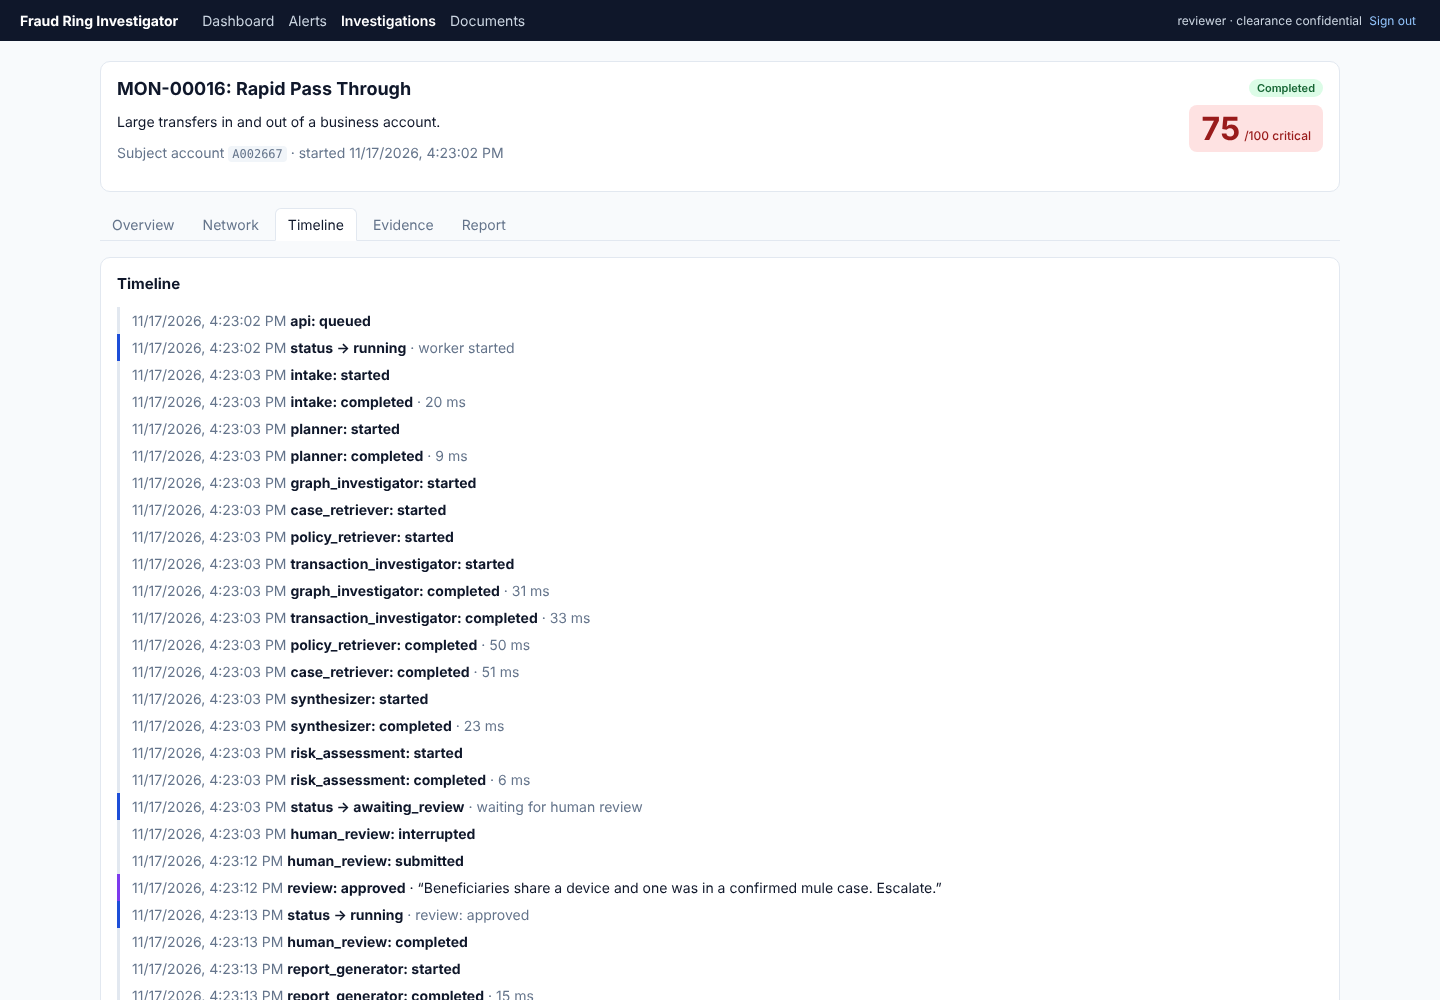 Fraud Ring Investigator Dashboard Alerts Investigations Documents reviewer · clearance confidential Sign out
MON-00016: Rapid Pass Through
Completed
Large transfers in and out of a business account.
75 /100 critical
Subject account A002667 · started 11/17/2026, 4:23:02 PM
Overview Network Timeline Evidence Report
Timeline
11/17/2026, 4:23:02 PM api: queued
11/17/2026, 4:23:02 PM status → running · worker started
11/17/2026, 4:23:03 PM intake: started
11/17/2026, 4:23:03 PM intake: completed · 20 ms
11/17/2026, 4:23:03 PM planner: started
11/17/2026, 4:23:03 PM planner: completed · 9 ms
11/17/2026, 4:23:03 PM graph_investigator: started
11/17/2026, 4:23:03 PM case_retriever: started
11/17/2026, 4:23:03 PM policy_retriever: started
11/17/2026, 4:23:03 PM transaction_investigator: started
11/17/2026, 4:23:03 PM graph_investigator: completed · 31 ms
11/17/2026, 4:23:03 PM transaction_investigator: completed · 33 ms
11/17/2026, 4:23:03 PM policy_retriever: completed · 50 ms
11/17/2026, 4:23:03 PM case_retriever: completed · 51 ms
11/17/2026, 4:23:03 PM synthesizer: started
11/17/2026, 4:23:03 PM synthesizer: completed · 23 ms
11/17/2026, 4:23:03 PM risk_assessment: started
11/17/2026, 4:23:03 PM risk_assessment: completed · 6 ms
11/17/2026, 4:23:03 PM status → awaiting_review · waiting for human review
11/17/2026, 4:23:03 PM human_review: interrupted
11/17/2026, 4:23:12 PM human_review: submitted
11/17/2026, 4:23:12 PM review: approved · “Beneficiaries share a device and one was in a confirmed mule case. Escalate.”
11/17/2026, 4:23:13 PM status → running · review: approved
11/17/2026, 4:23:13 PM human_review: completed
11/17/2026, 4:23:13 PM report_generator: started
11/17/2026, 4:23:13 PM report_generator: completed · 15 ms